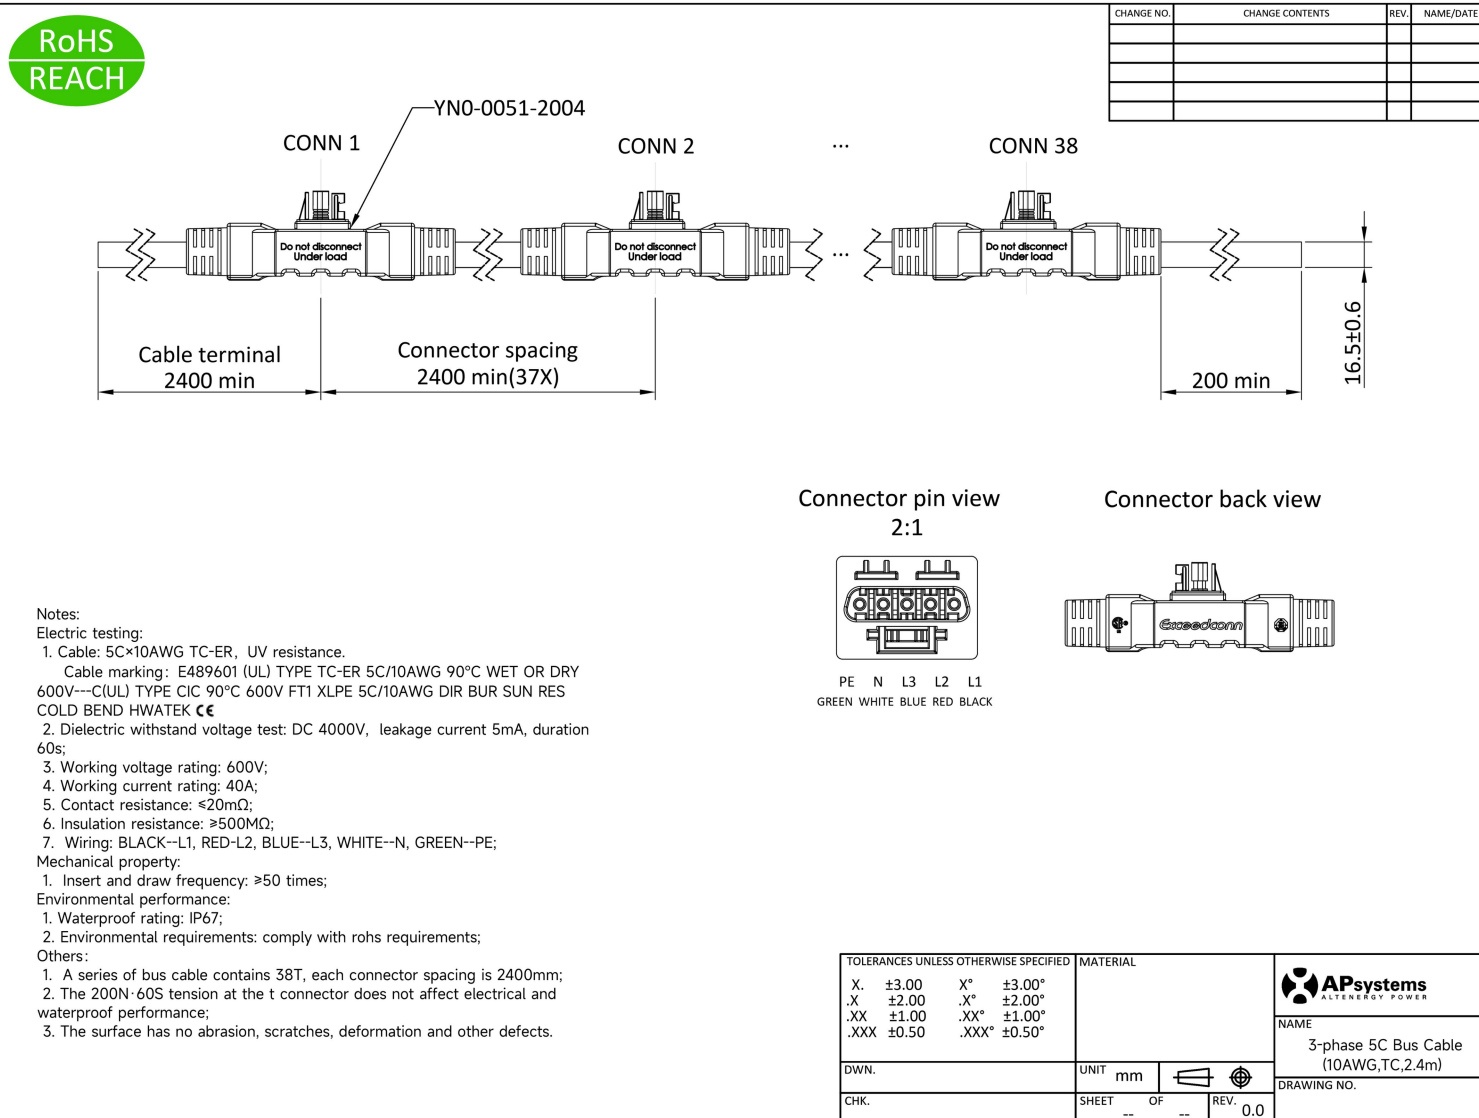 RoHS
REACH
CHANGE NO. CHANGE CONTENTS REV. NAME/DATE
YN0-0051-2004
CONN 1 CONN 2 ... CONN 38
Do not disconnect
Under load
Do not disconnect
Under load
...
Do not disconnect
Under load
Cable terminal
2400 min
Connector spacing
2400 min(37X)
200 min
16.5±0.6
Connector pin view
2:1
Connector back view
Exceedconn
PE N L3 L2 L1
GREEN WHITE BLUE RED BLACK
Notes:
Electric testing:
1. Cable: 5C×10AWG TC-ER, UV resistance.
Cable marking: E489601 (UL) TYPE TC-ER 5C/10AWG 90°C WET OR DRY
600V---C(UL) TYPE CIC 90°C 600V FT1 XLPE 5C/10AWG DIR BUR SUN RES
COLD BEND HWATEK CE
2. Dielectric withstand voltage test: DC 4000V, leakage current 5mA, duration
60s;
3. Working voltage rating: 600V;
4. Working current rating: 40A;
5. Contact resistance: ≤20mΩ;
6. Insulation resistance: ≥500MΩ;
7. Wiring: BLACK--L1, RED-L2, BLUE--L3, WHITE--N, GREEN--PE;
Mechanical property:
1. Insert and draw frequency: ≥50 times;
Environmental performance:
1. Waterproof rating: IP67;
2. Environmental requirements: comply with rohs requirements;
Others:
1. A series of bus cable contains 38T, each connector spacing is 2400mm;
2. The 200N·60S tension at the t connector does not affect electrical and
waterproof performance;
3. The surface has no abrasion, scratches, deformation and other defects.
TOLERANCES UNLESS OTHERWISE SPECIFIED
X. ±3.00 X° ±3.00°
.X ±2.00 .X° ±2.00°
.XX ±1.00 .XX° ±1.00°
.XXX ±0.50 .XXX° ±0.50°
MATERIAL
APsystems
ALTENERGY POWER
NAME
3-phase 5C Bus Cable
(10AWG,TC,2.4m)
DWN.
UNIT mm
DRAWING NO.
CHK.
SHEET -- OF --
REV. 0.0